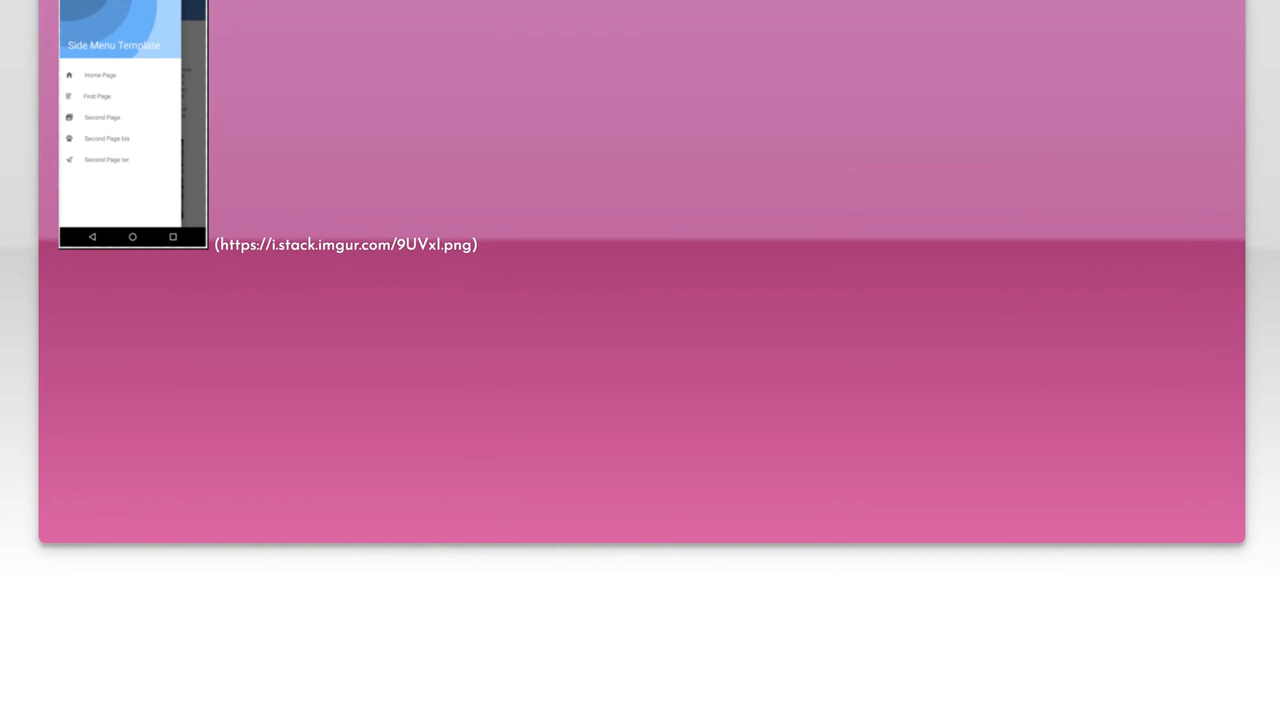 Side Menu Template
Home Page
First Page
Second Page
Second Page bis
Second Page ter
(https://i.stack.imgur.com/9UVxl.png)